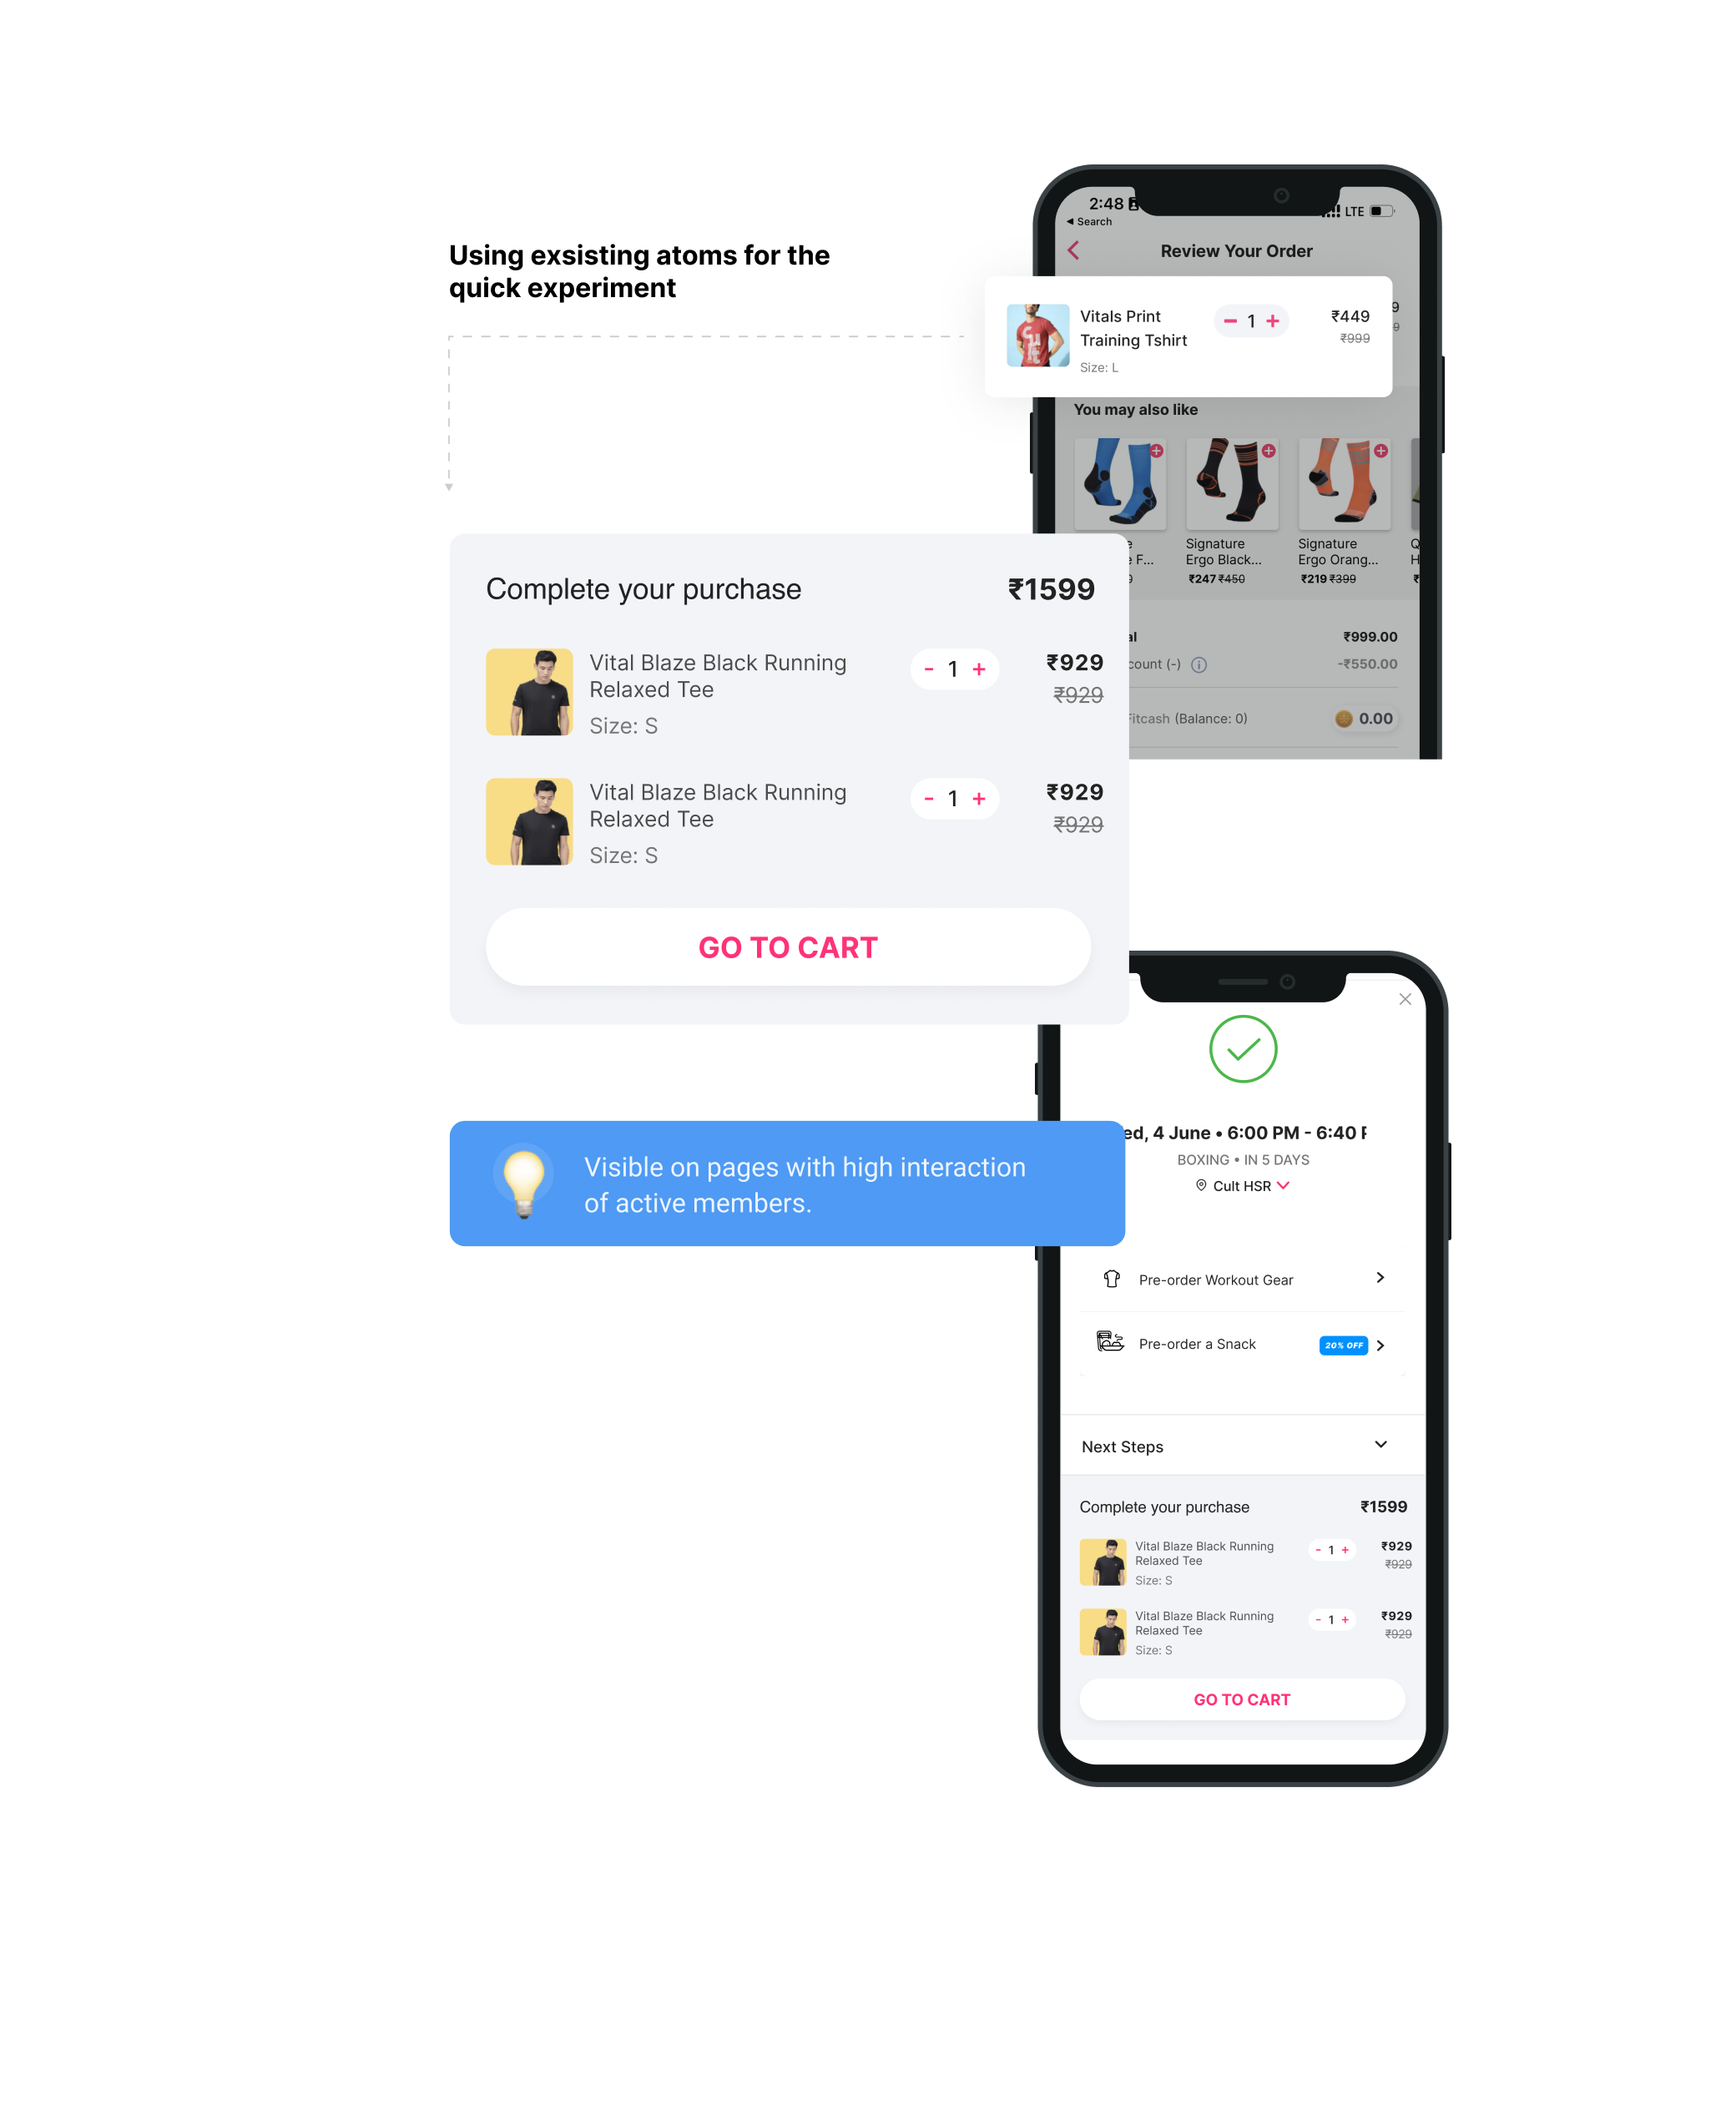 Using exsisting atoms for the
quick experiment
2:48
◀ Search
LTE
Review Your Order
Vitals Print
Training Tshirt
Size: L
1
₹449
₹999
You may also like
Signature
Ergo Black...
₹247 ₹450
Signature
Ergo Orang...
₹219 ₹399
₹999.00
-₹550.00
Fitcash (Balance: 0)
0.00
Complete your purchase
₹1599
Vital Blaze Black Running
Relaxed Tee
Size: S
- 1 +
₹929
₹929
Vital Blaze Black Running
Relaxed Tee
Size: S
- 1 +
₹929
₹929
GO TO CART
Visible on pages with high interaction
of active members.
ed, 4 June • 6:00 PM - 6:40
BOXING • IN 5 DAYS
Cult HSR
Pre-order Workout Gear
Pre-order a Snack
20% OFF
Next Steps
Complete your purchase
₹1599
Vital Blaze Black Running
Relaxed Tee
Size: S
- 1 +
₹929
₹929
Vital Blaze Black Running
Relaxed Tee
Size: S
- 1 +
₹929
₹929
GO TO CART